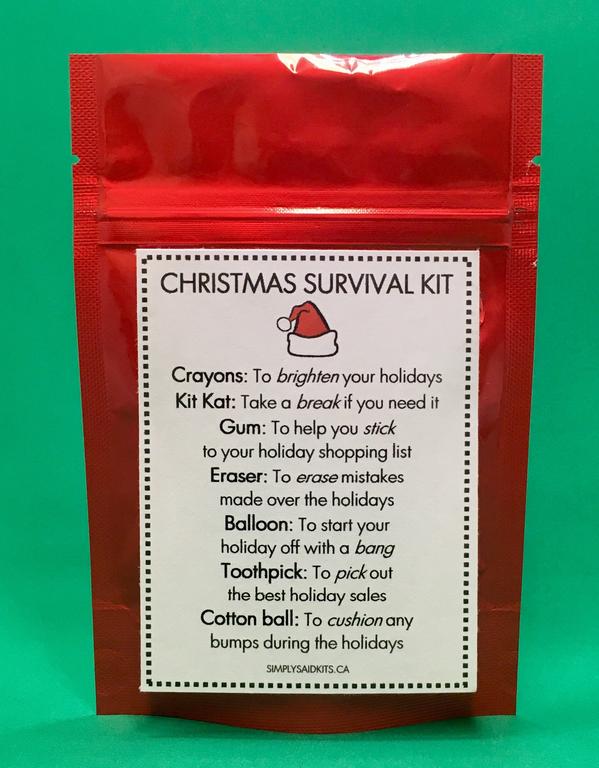 CHRISTMAS SURVIVAL KIT
Crayons: To brighten your holidays
Kit Kat: Take a break if you need it
Gum: To help you stick
to your holiday shopping list
Eraser: To erase mistakes
made over the holidays
Balloon: To start your
holiday off with a bang
Toothpick: To pick out
the best holiday sales
Cotton ball: To cushion any
bumps during the holidays
SIMPLYSAIDKITS.CA